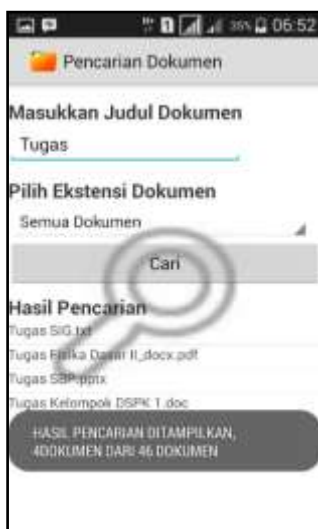 35% 06:52
Pencarian Dokumen
Masukkan Judul Dokumen
Tugas
Pilih Ekstensi Dokumen
Semua Dokumen
Cari
Hasil Pencarian
Tugas SIG.txt
Tugas Fisika Dasar II_docx.pdf
Tugas SBP.pptx
Tugas Kelompok DSPK 1.doc
HASIL PENCARIAN DITAMPILKAN,
4DOKUMEN DARI 46 DOKUMEN